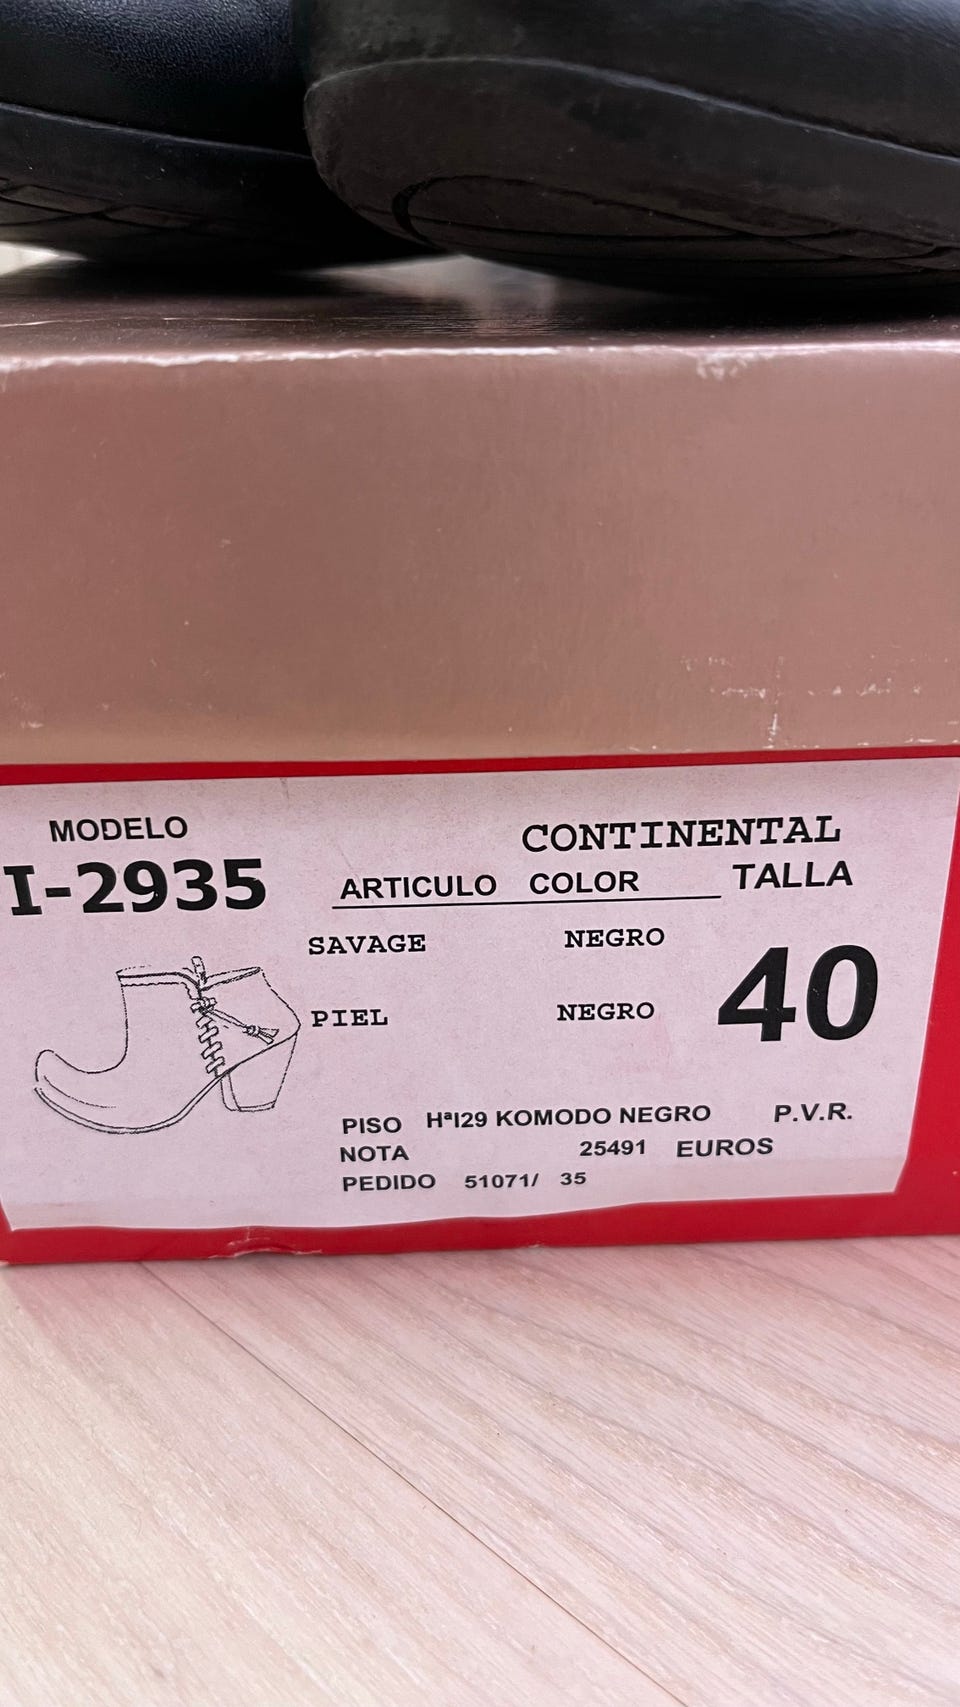 MODELO CONTINENTAL
I-2935 ARTICULO COLOR TALLA
SAVAGE NEGRO
PIEL NEGRO 40
PISO HªI29 KOMODO NEGRO P.V.R.
NOTA 25491 EUROS
PEDIDO 51071/ 35